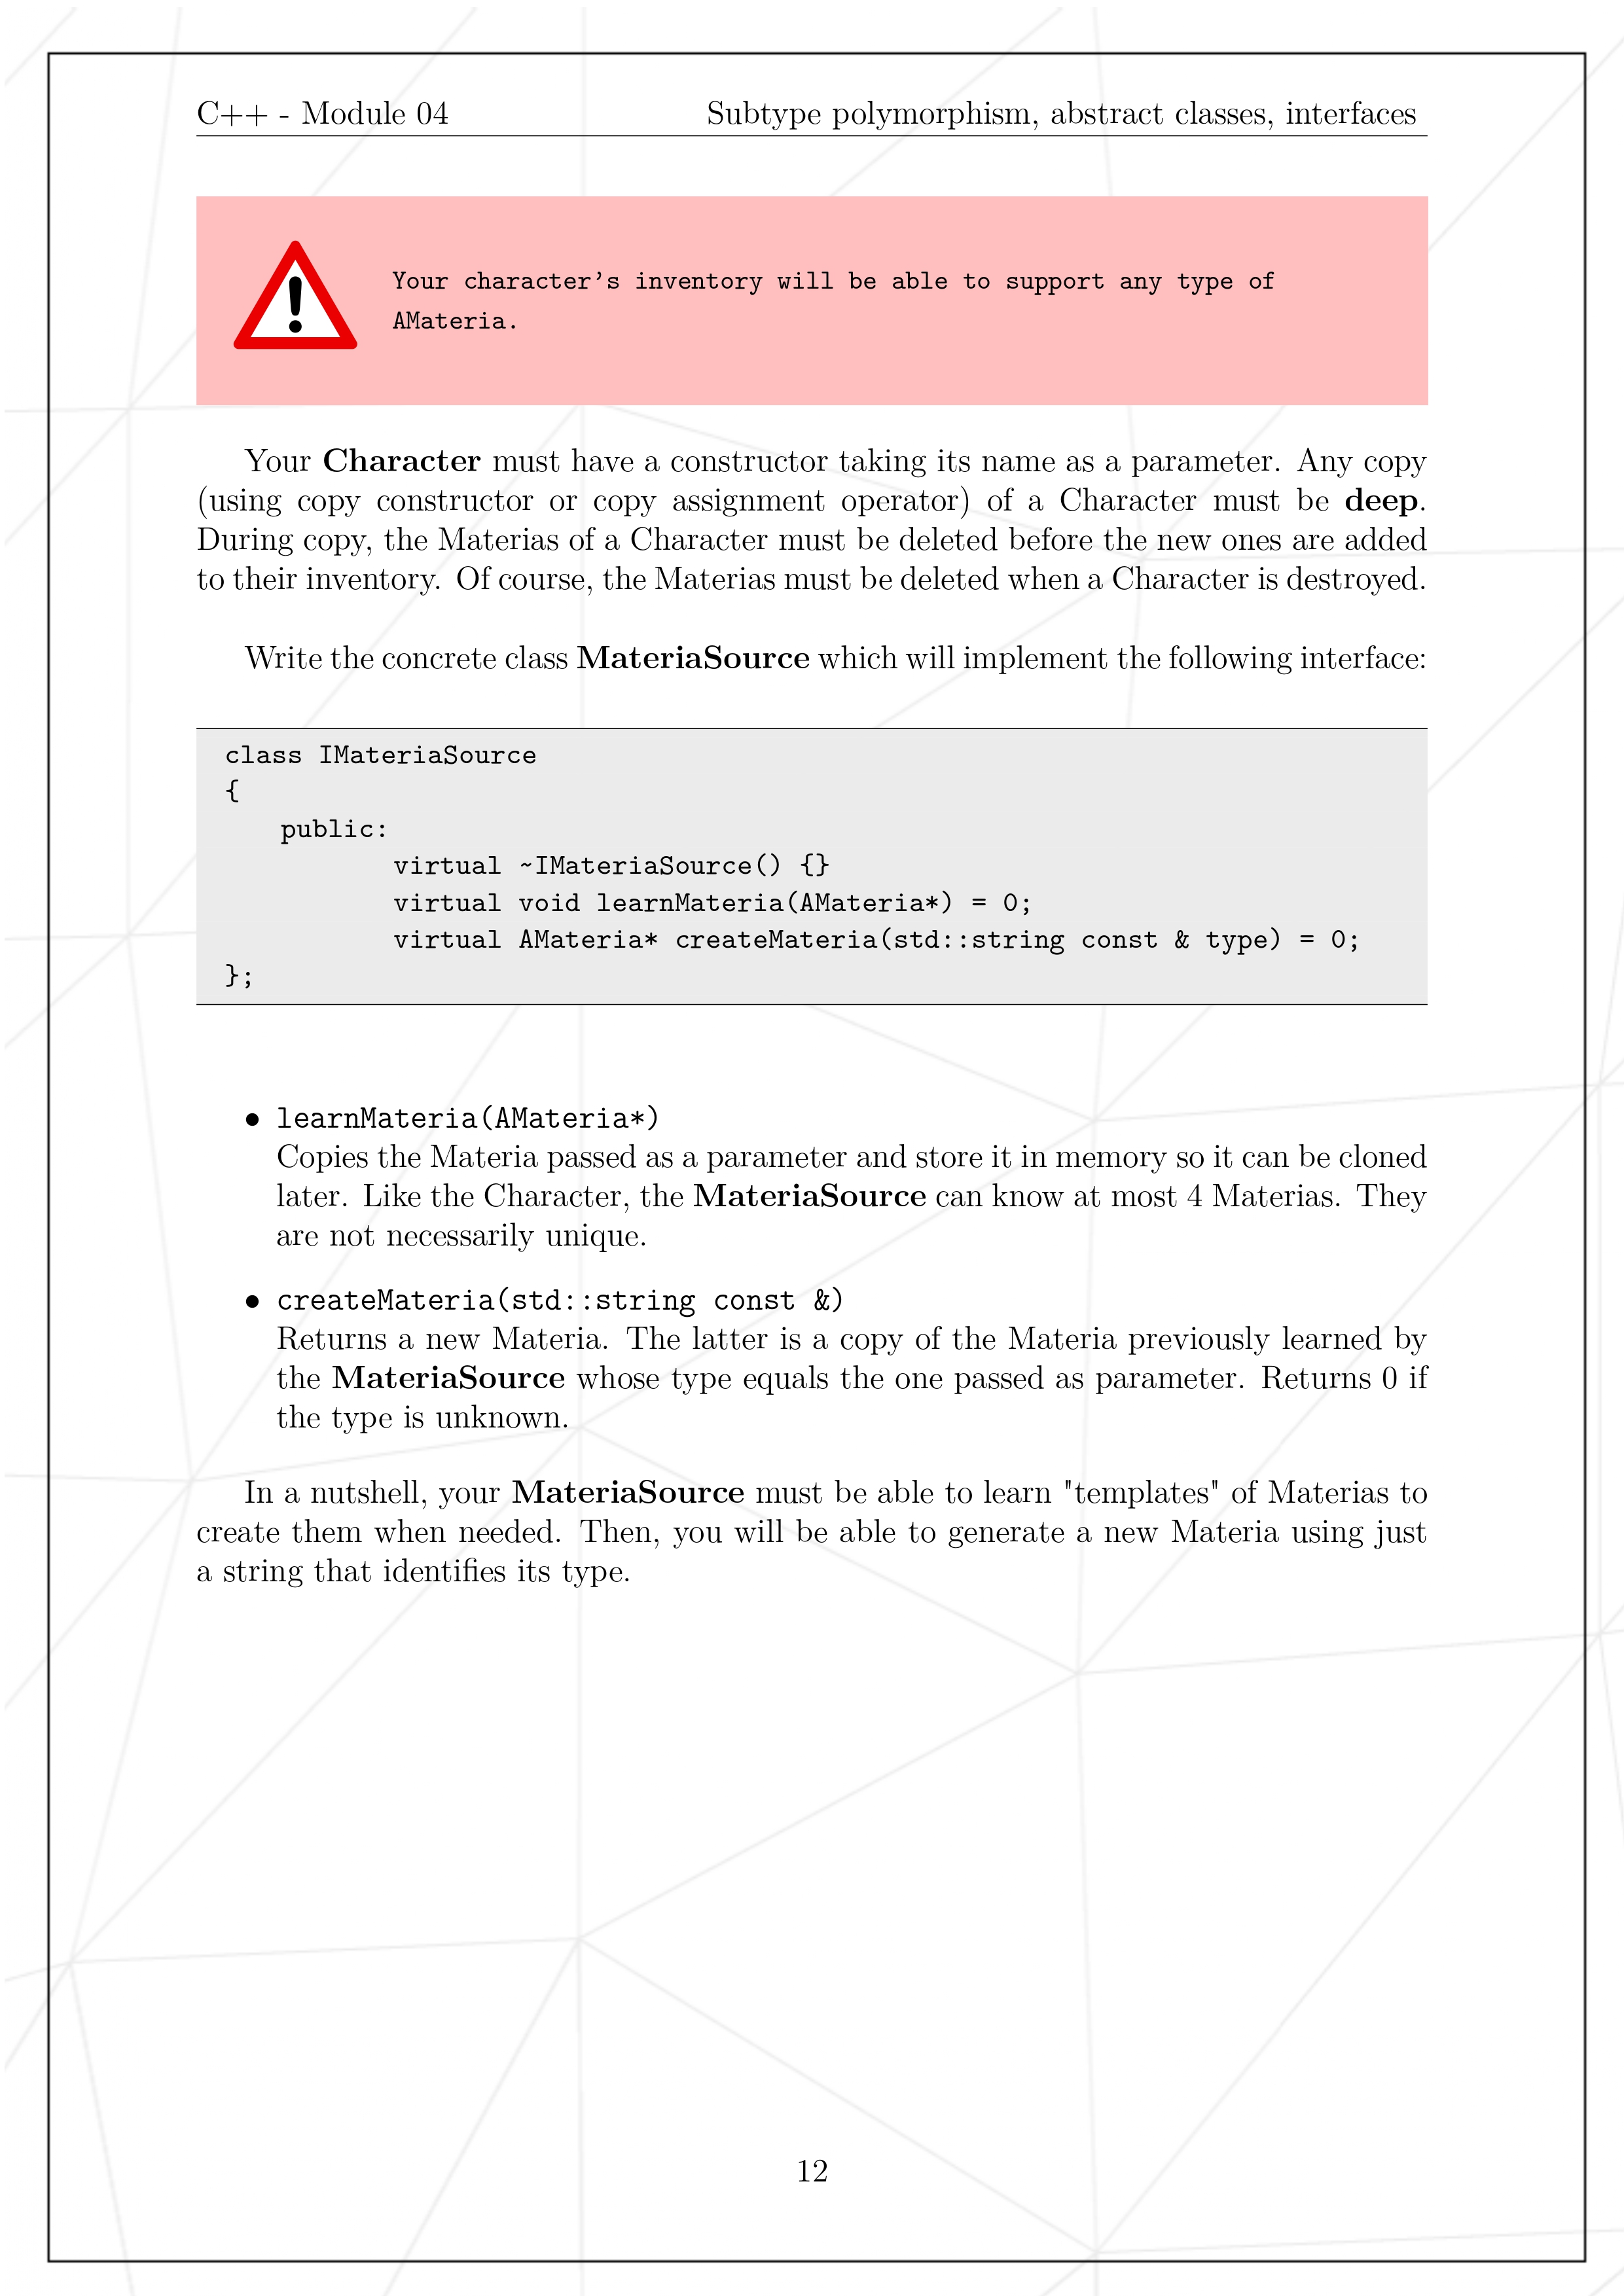 C++ - Module 04 Subtype polymorphism, abstract classes, interfaces
Your character's inventory will be able to support any type of
AMateria.
Your Character must have a constructor taking its name as a parameter. Any copy
(using copy constructor or copy assignment operator) of a Character must be deep.
During copy, the Materias of a Character must be deleted before the new ones are added
to their inventory. Of course, the Materias must be deleted when a Character is destroyed.
Write the concrete class MateriaSource which will implement the following interface:
class IMateriaSource
{
public:
virtual ~IMateriaSource() {}
virtual void learnMateria(AMateria*) = 0;
virtual AMateria* createMateria(std::string const & type) = 0;
};
• learnMateria(AMateria*)
Copies the Materia passed as a parameter and store it in memory so it can be cloned
later. Like the Character, the MateriaSource can know at most 4 Materias. They
are not necessarily unique.
• createMateria(std::string const &)
Returns a new Materia. The latter is a copy of the Materia previously learned by
the MateriaSource whose type equals the one passed as parameter. Returns 0 if
the type is unknown.
In a nutshell, your MateriaSource must be able to learn "templates" of Materias to
create them when needed. Then, you will be able to generate a new Materia using just
a string that identifies its type.
12